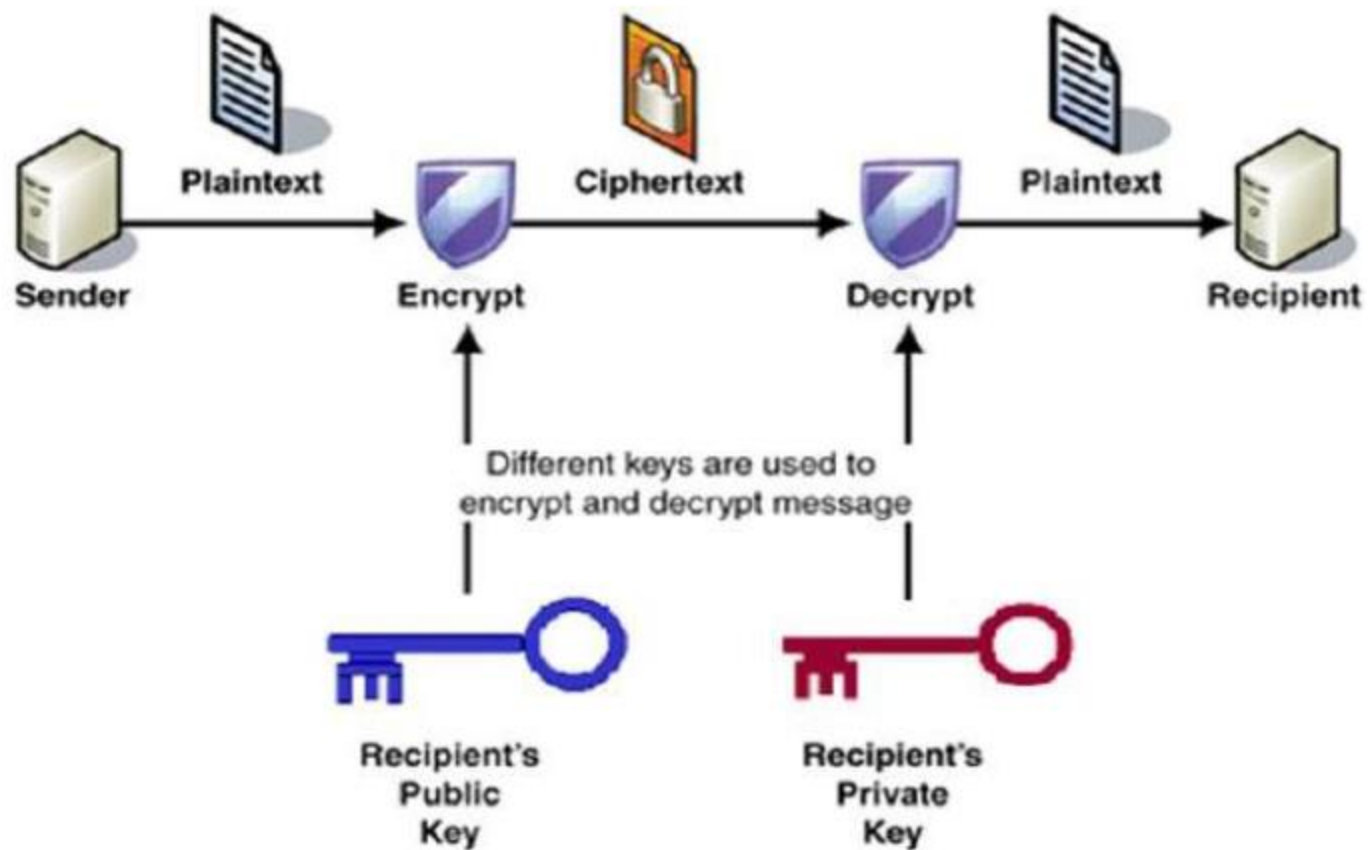 Plaintext
Ciphertext
Plaintext
Sender
Encrypt
Decrypt
Recipient
Different keys are used to
encrypt and decrypt message
Recipient's
Public
Key
Recipient's
Private
Key